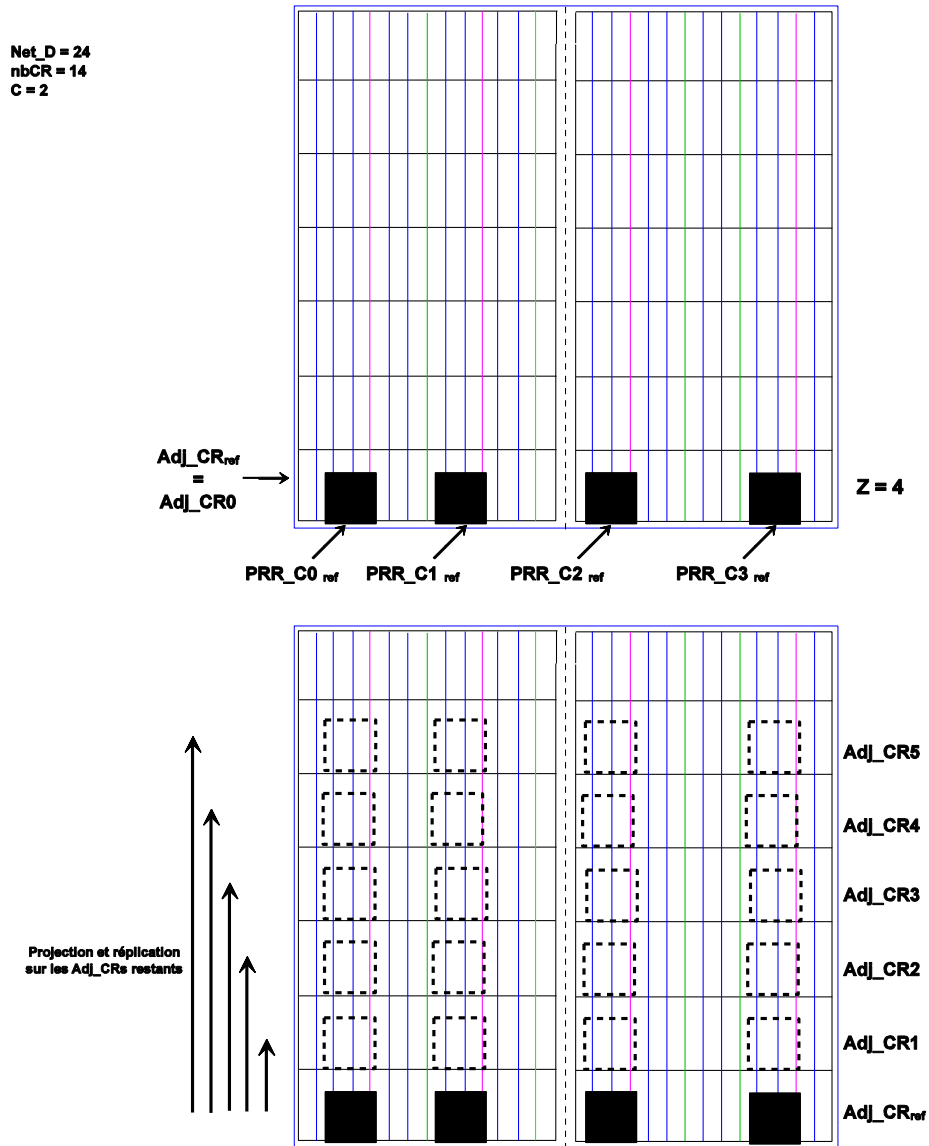 Net_D = 24
nbCR = 14
C = 2
Adj_CRref
=
Adj_CR0
Z = 4
PRR_C0 ref
PRR_C1 ref
PRR_C2 ref
PRR_C3 ref
Adj_CR5
Adj_CR4
Adj_CR3
Projection et réplication
sur les Adj_CRs restants
Adj_CR2
Adj_CR1
Adj_CRref